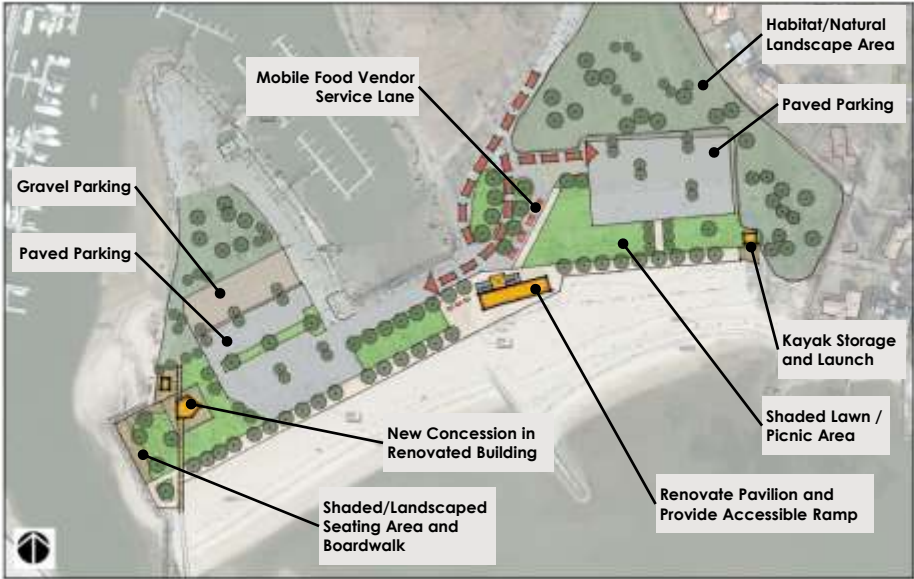 Habitat/Natural
Landscape Area
Mobile Food Vendor
Service Lane
Paved Parking
Gravel Parking
Paved Parking
Kayak Storage
and Launch
Shaded Lawn /
Picnic Area
New Concession in
Renovated Building
Renovate Pavilion and
Provide Accessible Ramp
Shaded/Landscaped
Seating Area and
Boardwalk